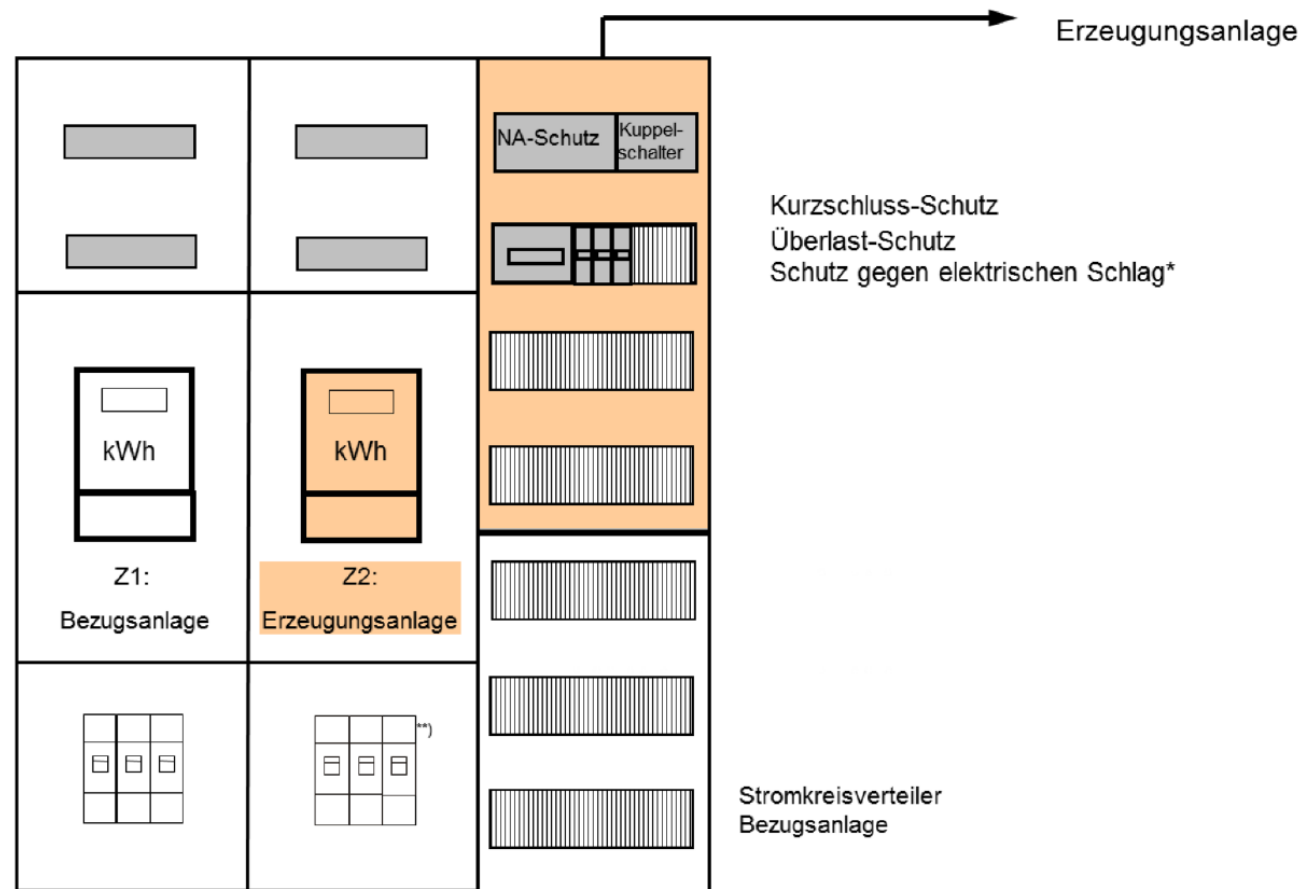 Erzeugungsanlage
NA-Schutz
Kuppel-
schalter
Kurzschluss-Schutz
Überlast-Schutz
Schutz gegen elektrischen Schlag*
kWh
kWh
Z1:
Bezugsanlage
Z2:
Erzeugungsanlage
**)
Stromkreisverteiler
Bezugsanlage